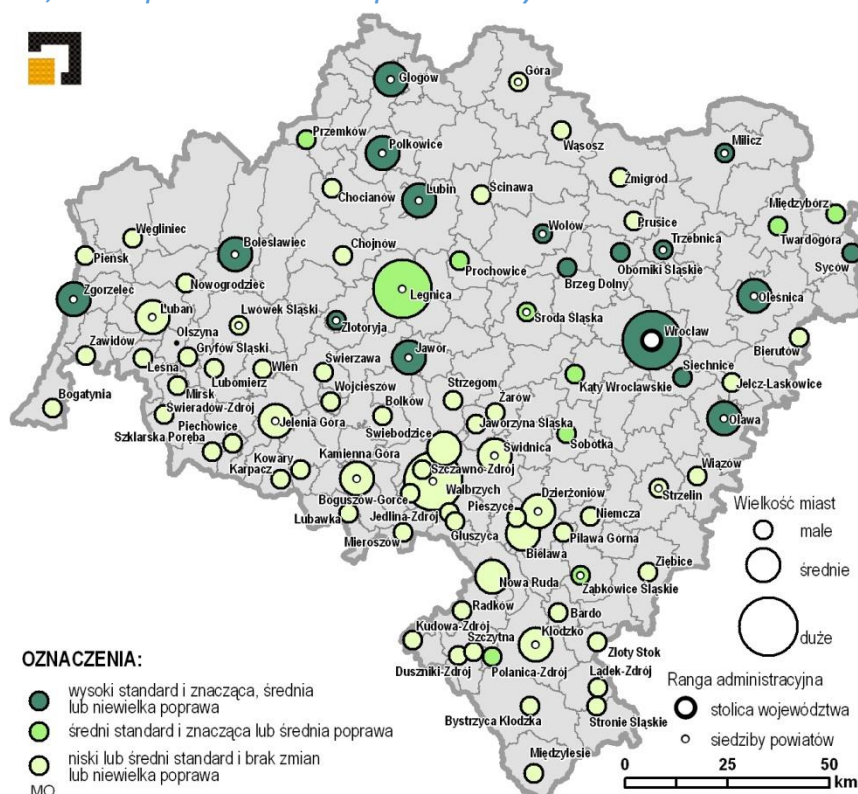 Głogów
Góra
Przemków
Polkowice
Wąsosz
Milicz
Chocianów
Lubin
Ścinawa
Żmigród
Międzybórz
Węgliniec
Bolesławiec
Chojnów
Wołów
Prusice
Trzebnica
Twardogóra
Pieńsk
Prochowice
Oborniki Śląskie
Syców
Brzeg Dolny
Zgorzelec
Nowogrodziec
Legnica
Oleśnica
Lubań
Lwówek Śląski
Złotoryja
Środa Śląska
Wrocław
Olszyna
Zawidów
Gryfów Śląski
Jawor
Bierutów
Leśna
Lubomierz
Wleń
Świerzawa
Siechnice
Kąty Wrocławskie
Jelcz-Laskowice
Mirsk
Wojcieszów
Strzegom
Bogatynia
Świeradów-Zdrój
Bolków
Żarów
Oława
Piechowice
Jelenia Góra
Jaworzyna Śląska
Szklarska Poręba
Świebodzice
Sobótka
Kowary
Kamienna Góra
Świdnica
Karpacz
Szczawno-Zdrój
Wiązów
Wałbrzych
Strzelin
Boguszów-Gorce
Dzierżoniów
Lubawka
Jedlina-Zdrój
Pieszyce
Niemcza
Mieroszów
Głuszyca
Piława Górna
Bielawa
Ziębice
Nowa Ruda
Ząbkowice Śląskie
Radków
Bardo
Kudowa-Zdrój
Szczytna
Kłodzko
Złoty Stok
Duszniki-Zdrój
Polanica-Zdrój
Lądek-Zdrój
Bystrzyca Kłodzka
Stronie Śląskie
Międzylesie
Wielkość miast
małe
średnie
duże
Ranga administracyjna
stolica województwa
siedziby powiatów
0 25 50
km
OZNACZENIA:
wysoki standard i znacząca, średnia
lub niewielka poprawa
średni standard i znacząca lub średnia poprawa
niski lub średni standard i brak zmian
lub niewielka poprawa
MO